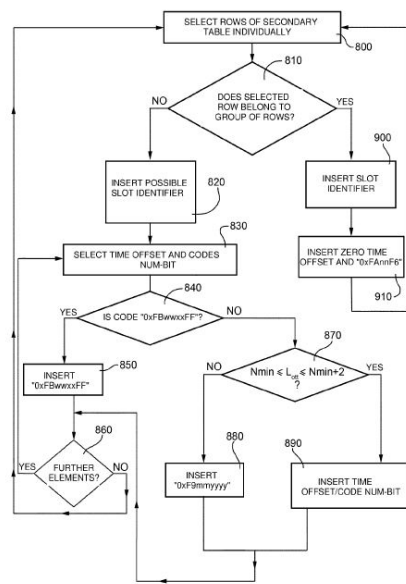 SELECT ROWS OF SECONDARY
TABLE INDIVIDUALLY
800
810
DOES SELECTED
ROW BELONG TO
GROUP OF ROWS?
NO
YES
900
INSERT POSSIBLE
SLOT IDENTIFIER
820
INSERT SLOT
IDENTIFIER
830
SELECT TIME OFFSET AND CODES
NUM-BIT
INSERT ZERO TIME
OFFSET AND "0xFAnnF6"
910
840
YES
IS CODE "0xFBwwxxFF"?
NO
870
850
INSERT
"0xFBwwxxFF"
NO
Nmin ≤ Loff ≤ Nmin+2
?
YES
860
YES
FURTHER
ELEMENTS?
NO
880
INSERT
"0xF9mmyyyy"
890
INSERT TIME
OFFSET/CODE NUM-BIT